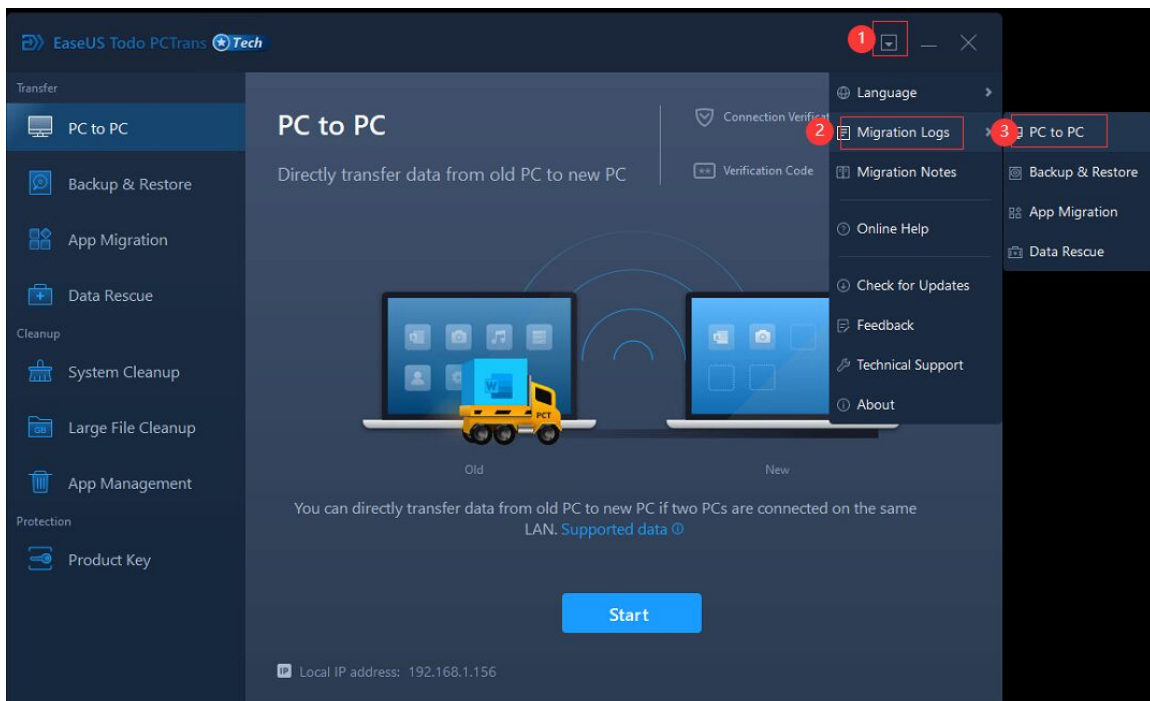 EaseUS Todo PCTrans Tech
1
Transfer
PC to PC
Backup & Restore
App Migration
Data Rescue
Cleanup
System Cleanup
GB
Large File Cleanup
App Management
Protection
Product Key
PC to PC
Directly transfer data from old PC to new PC
Connection
Verification Code
W
PCT
Old
New
You can directly transfer data from old PC to new PC if two PCs are connected on the same
LAN. Supported data
Start
IP Local IP address: 192.168.1.156
Language
2 Migration Logs
Migration Notes
Online Help
Check for Updates
Feedback
Technical Support
About
3 PC to PC
Backup & Restore
App Migration
Data Rescue